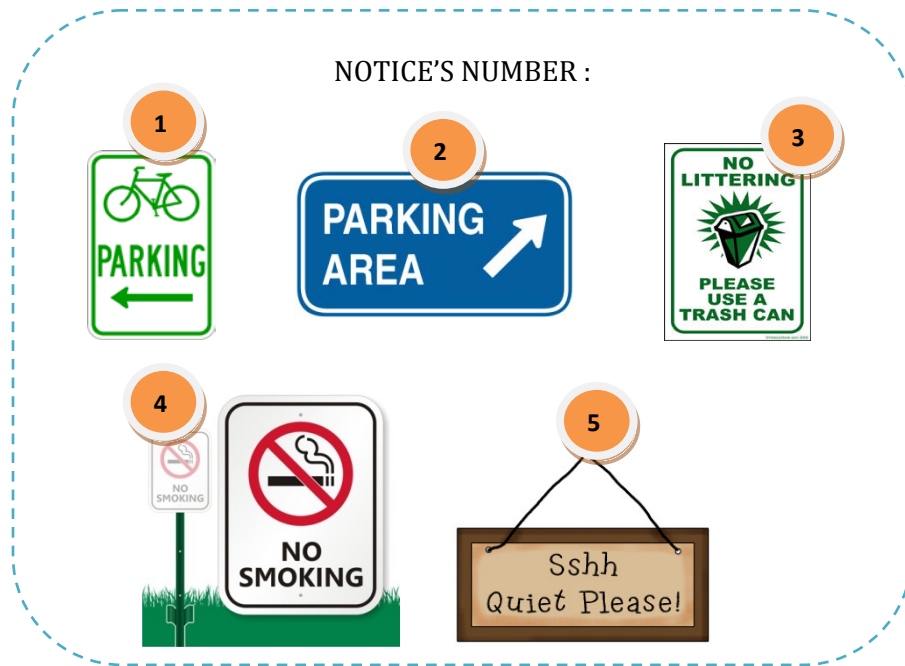 NOTICE'S NUMBER :
1
PARKING
2
PARKING
AREA
3
NO
LITTERING
PLEASE
USE A
TRASH CAN
4
NO
SMOKING
NO
SMOKING
5
Sshh
Quiet Please!